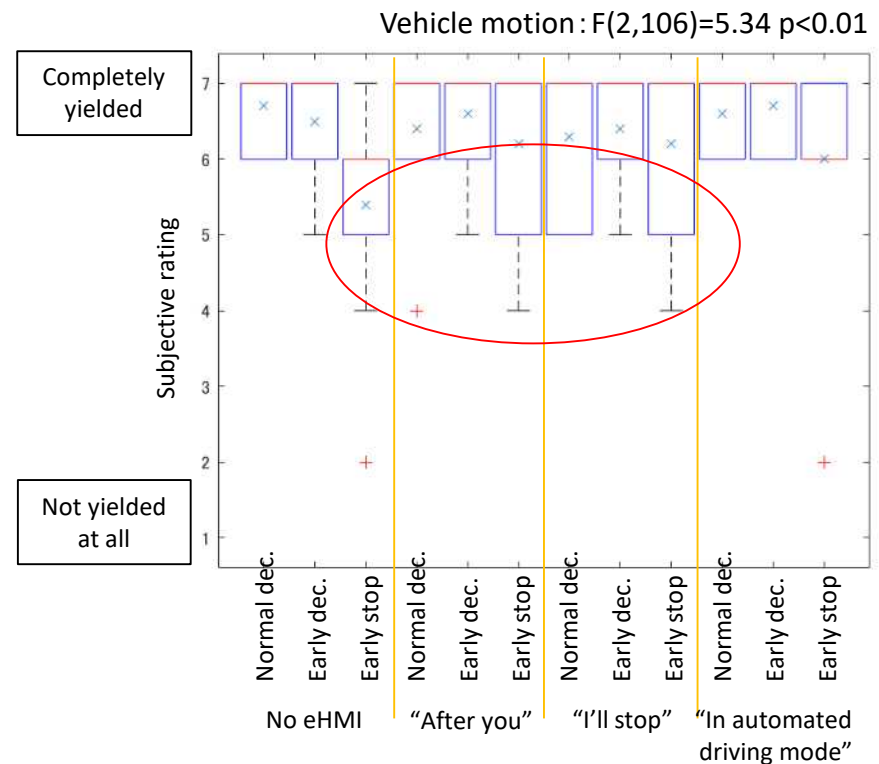 Vehicle motion : F(2,106)=5.34 p<0.01
Completely
yielded
Not yielded
at all
Subjective rating
7
6
5
4
3
2
1
Normal dec.
Early dec.
Early stop
Normal dec.
Early dec.
Early stop
Normal dec.
Early dec.
Early stop
Normal dec.
Early dec.
Early stop
No eHMI
“After you”
“I'll stop”
“In automated
driving mode”